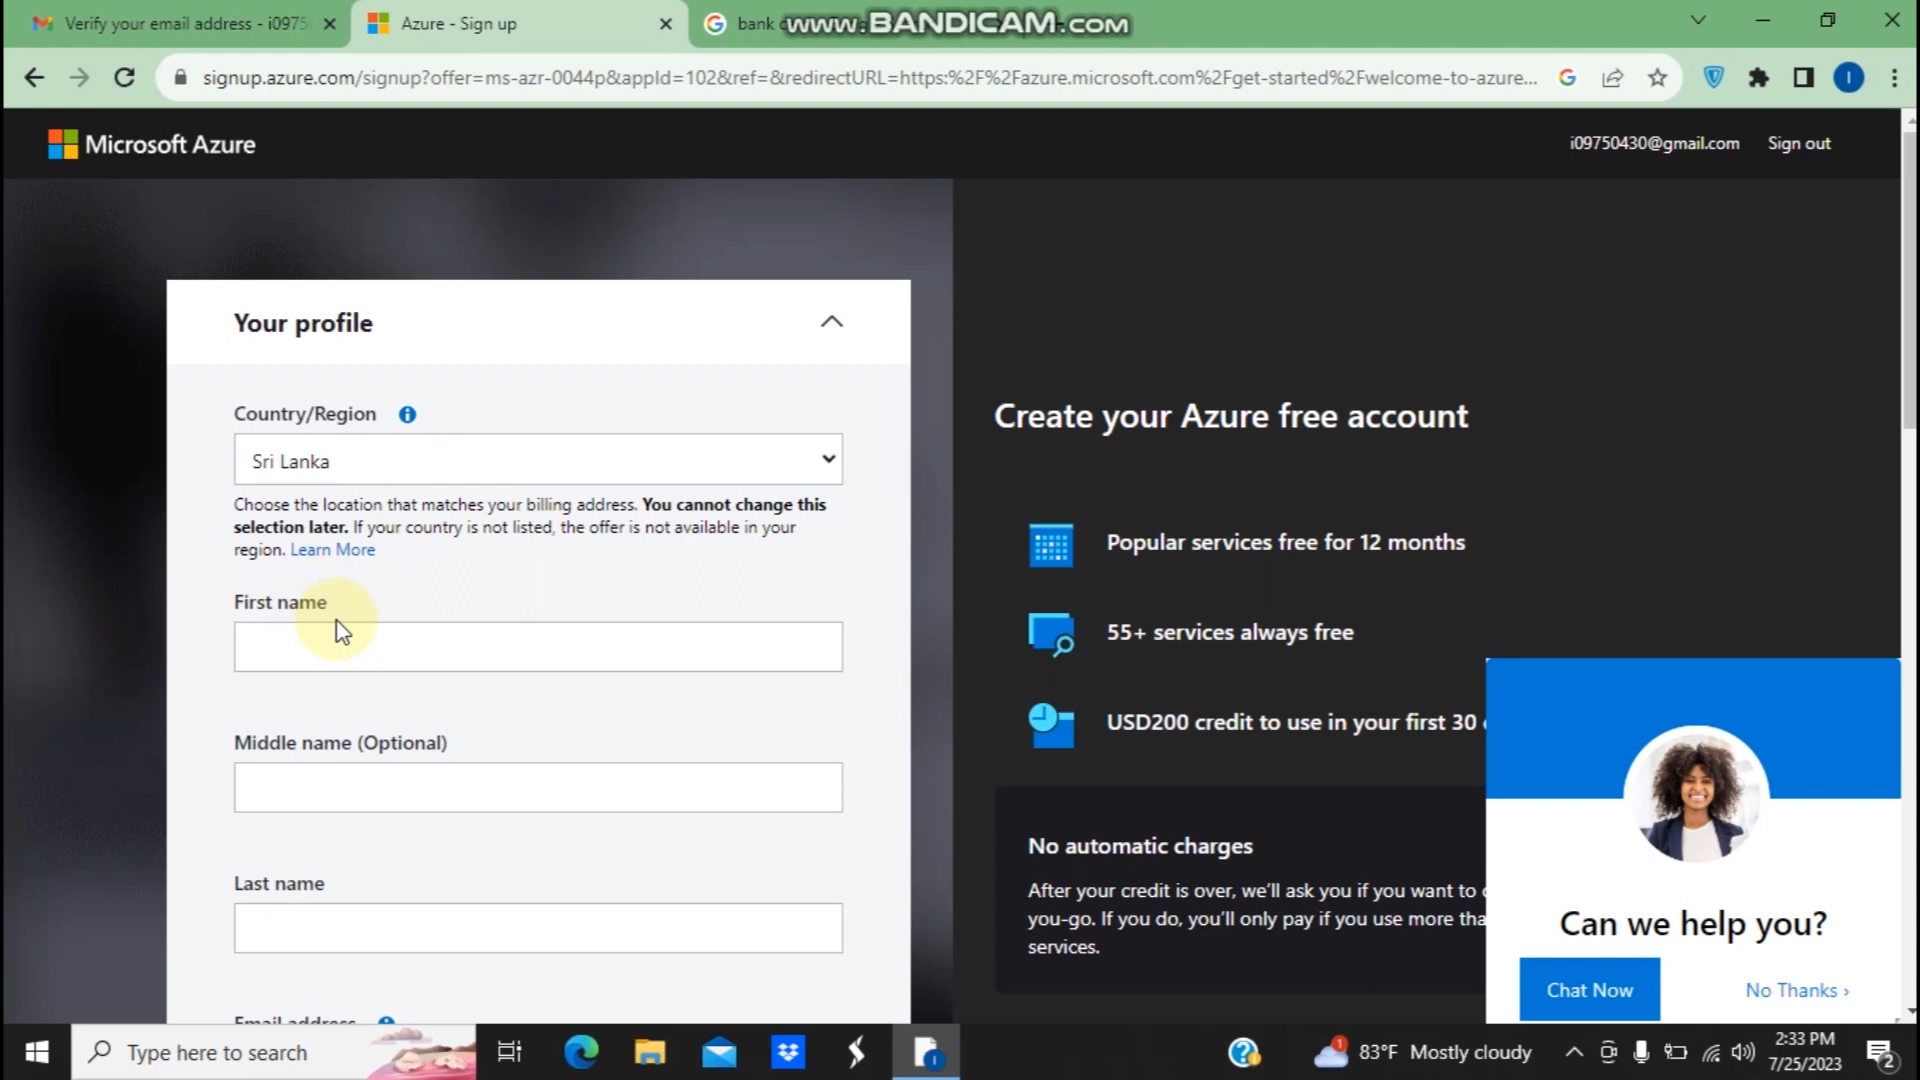 Verify your email address - i0975
Azure - Sign up
bank
www.BANDICAM.com
signup.azure.com/signup?offer=ms-azr-0044p&appId=102&ref=&redirectURL=https:%2F%2Fazure.microsoft.com%2Fget-started%2Fwelcome-to-azure...
Microsoft Azure
i09750430@gmail.com
Sign out
Your profile
Country/Region
Sri Lanka
Choose the location that matches your billing address. You cannot change this
selection later. If your country is not listed, the offer is not available in your
region. Learn More
First name
Middle name (Optional)
Last name
Email address
Create your Azure free account
Popular services free for 12 months
55+ services always free
USD200 credit to use in your first 30
No automatic charges
After your credit is over, we'll ask you if you want to
you-go. If you do, you'll only pay if you use more tha
services.
Can we help you?
Chat Now
No Thanks ›
Type here to search
1
83°F Mostly cloudy
2:33 PM
7/25/2023
2